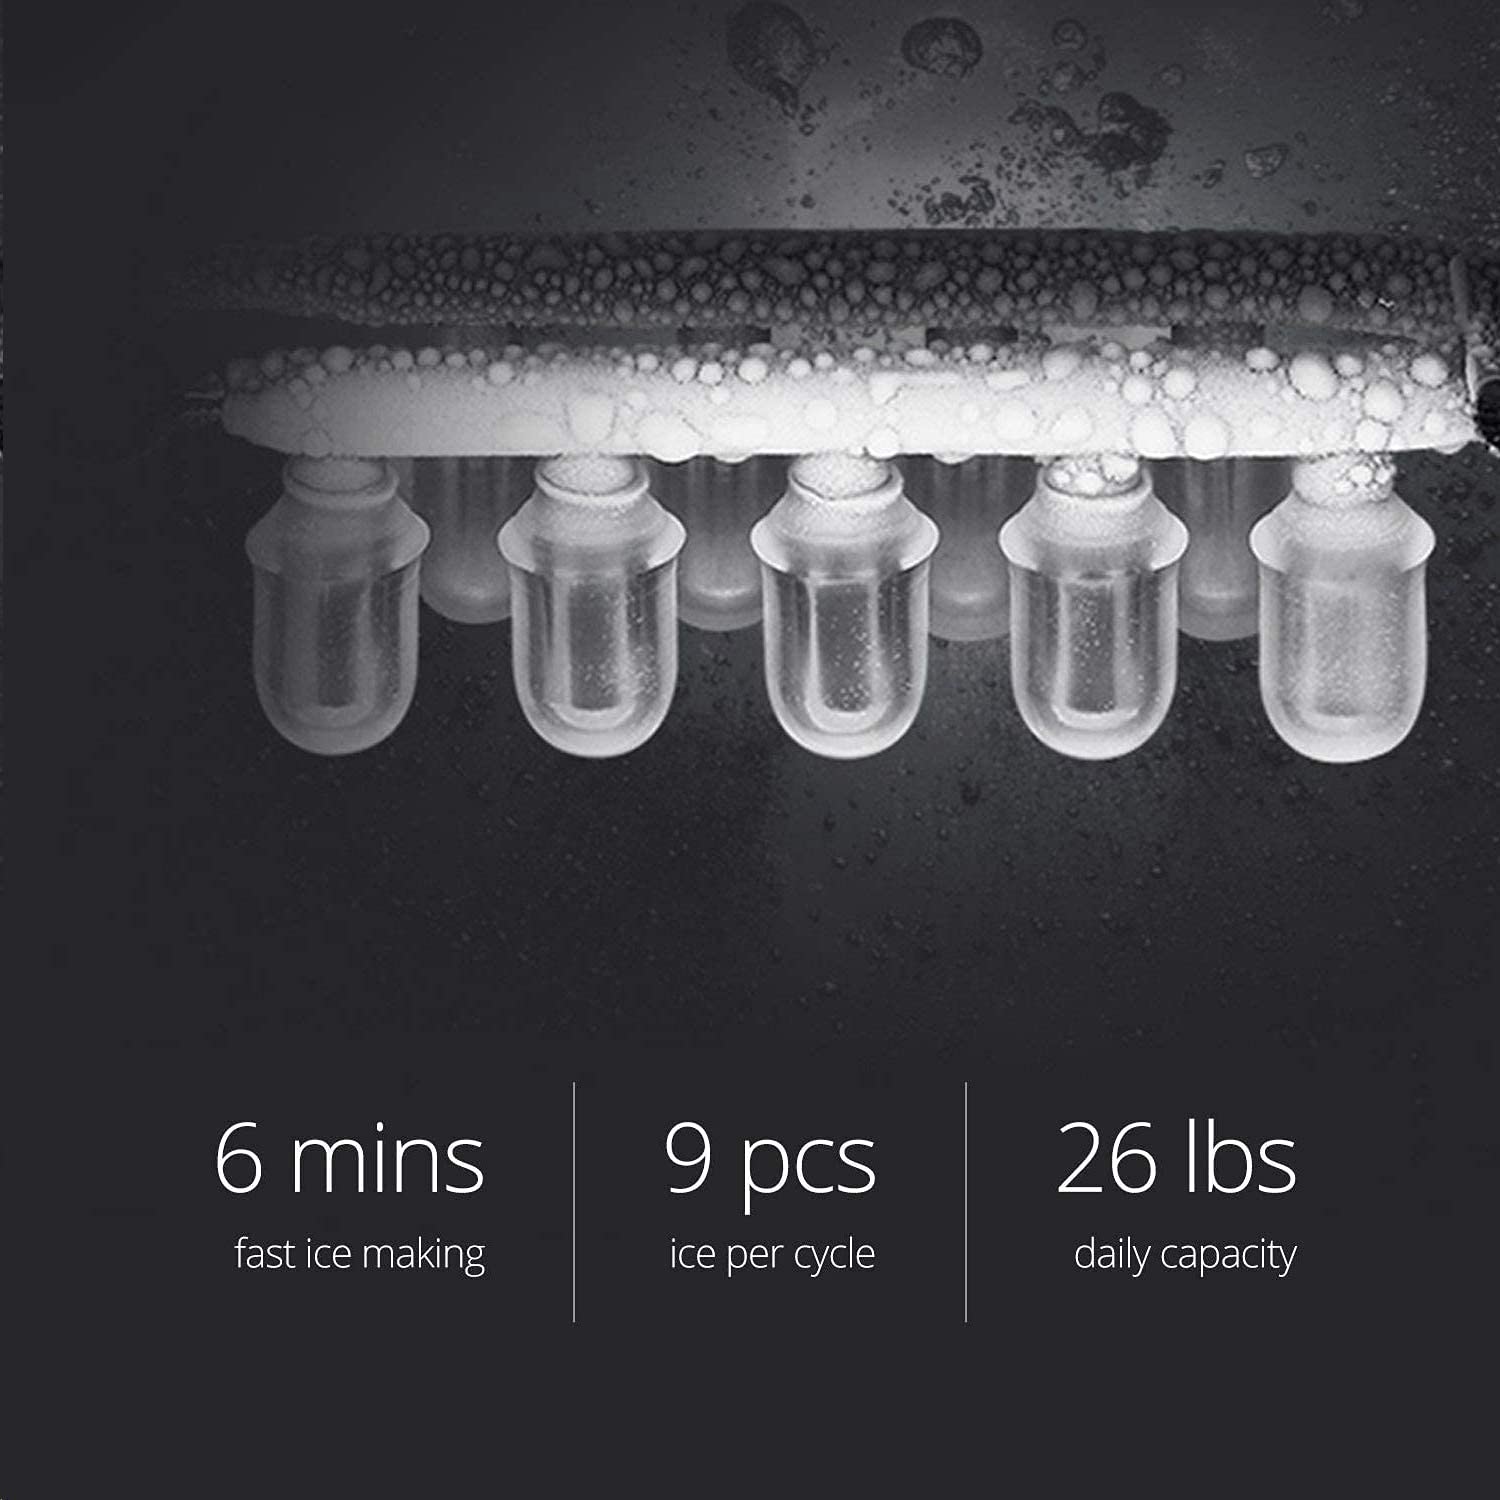 6 mins
fast ice making
9 pcs
ice per cycle
26 lbs
daily capacity